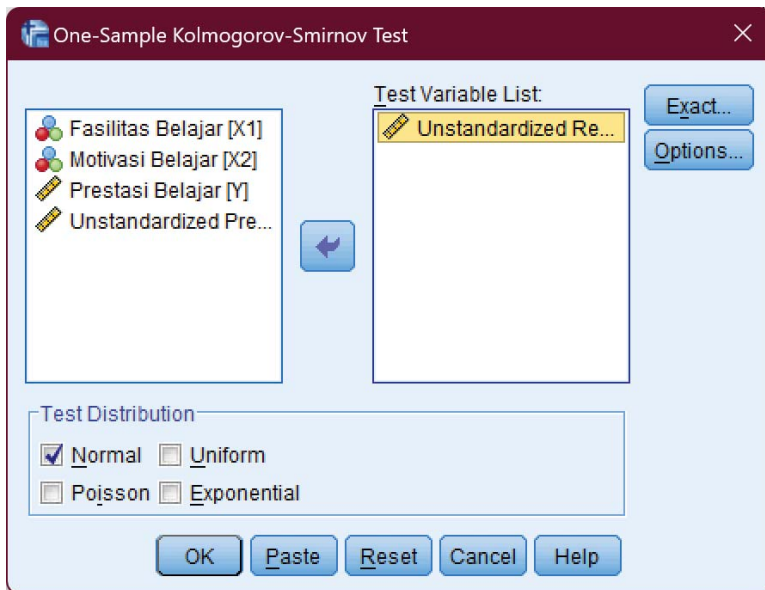 One-Sample Kolmogorov-Smirnov Test
Test Variable List:
Fasilitas Belajar [X1]
Motivasi Belajar [X2]
Prestasi Belajar [Y]
Unstandardized Pre...
Unstandardized Re...
Exact...
Options...
Test Distribution
Normal Uniform
Poisson Exponential
OK Paste Reset Cancel Help